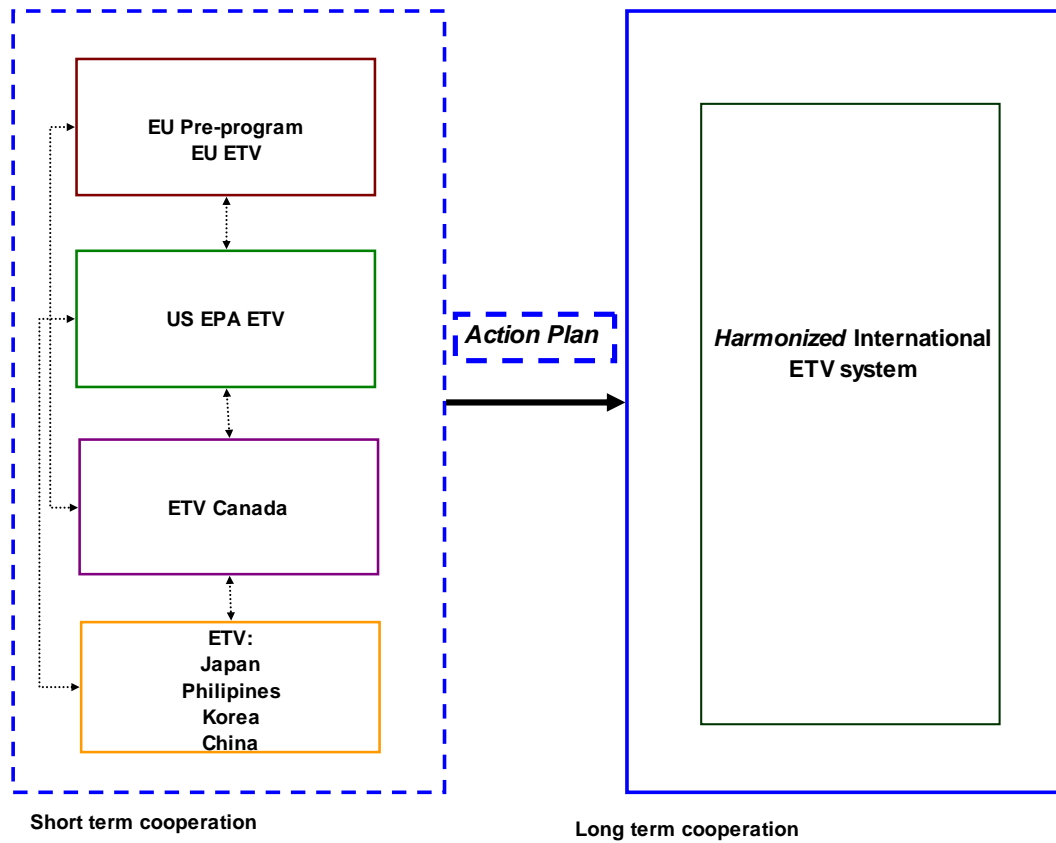 EU Pre-program
EU ETV
US EPA ETV
ETV Canada
ETV:
Japan
Philipines
Korea
China
Short term cooperation
Action Plan
Harmonized International
ETV system
Long term cooperation